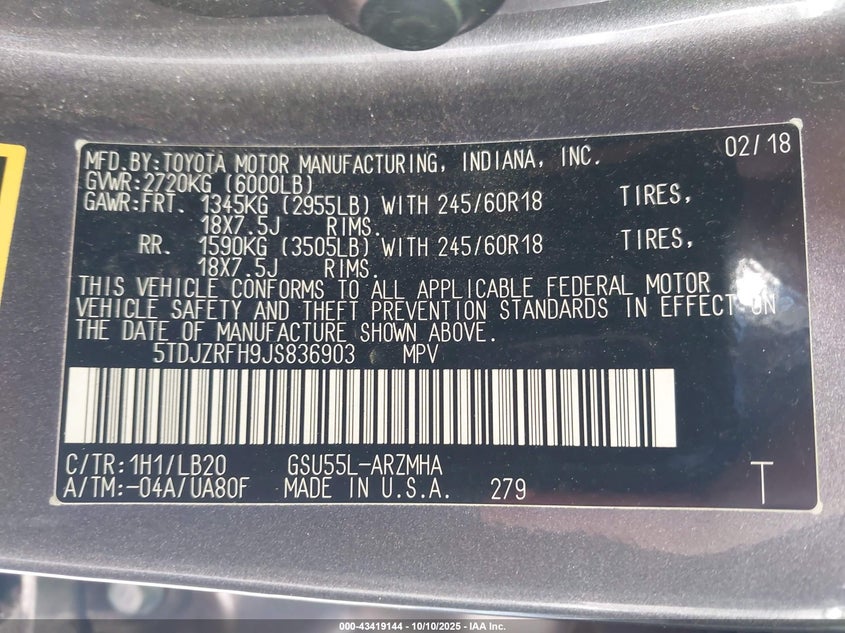 MFD.BY:TOYOTA MOTOR MANUFACTURING, INDIANA, INC. 02/18
GVWR:2720KG (6000LB)
GAWR:FRT. 1345KG (2955LB) WITH 245/60R18 TIRES,
18X7.5J RIMS.
RR. 1590KG (3505LB) WITH 245/60R18 TIRES,
18X7.5J RIMS.
THIS VEHICLE CONFORMS TO ALL APPLICABLE FEDERAL MOTOR
VEHICLE SAFETY AND THEFT PREVENTION STANDARDS IN EFFECT ON
THE DATE OF MANUFACTURE SHOWN ABOVE.
5TDJZRFH9JS836903 MPV
C/TR:1H1/LB20 GSU55L-ARZMHA
A/TM:-04A/UA80F MADE IN U.S.A. 279 T
000-43419144 - 10/10/2025 - IAA Inc.